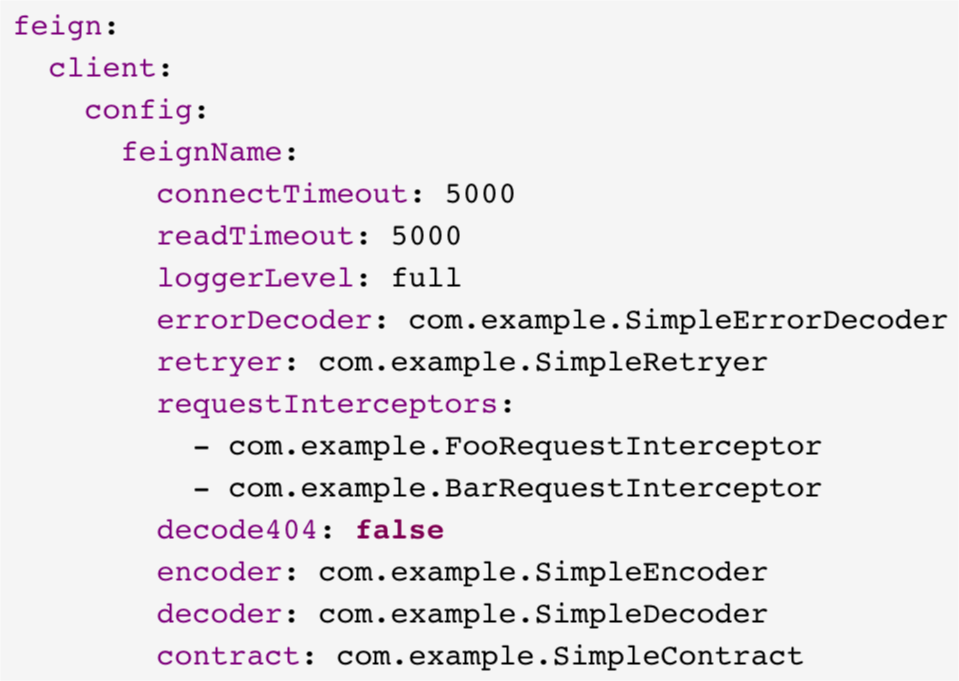 feign:
  client:
    config:
      feignName:
        connectTimeout: 5000
        readTimeout: 5000
        loggerLevel: full
        errorDecoder: com.example.SimpleErrorDecoder
        retryer: com.example.SimpleRetryer
        requestInterceptors:
          - com.example.FooRequestInterceptor
          - com.example.BarRequestInterceptor
        decode404: false
        encoder: com.example.SimpleEncoder
        decoder: com.example.SimpleDecoder
        contract: com.example.SimpleContract